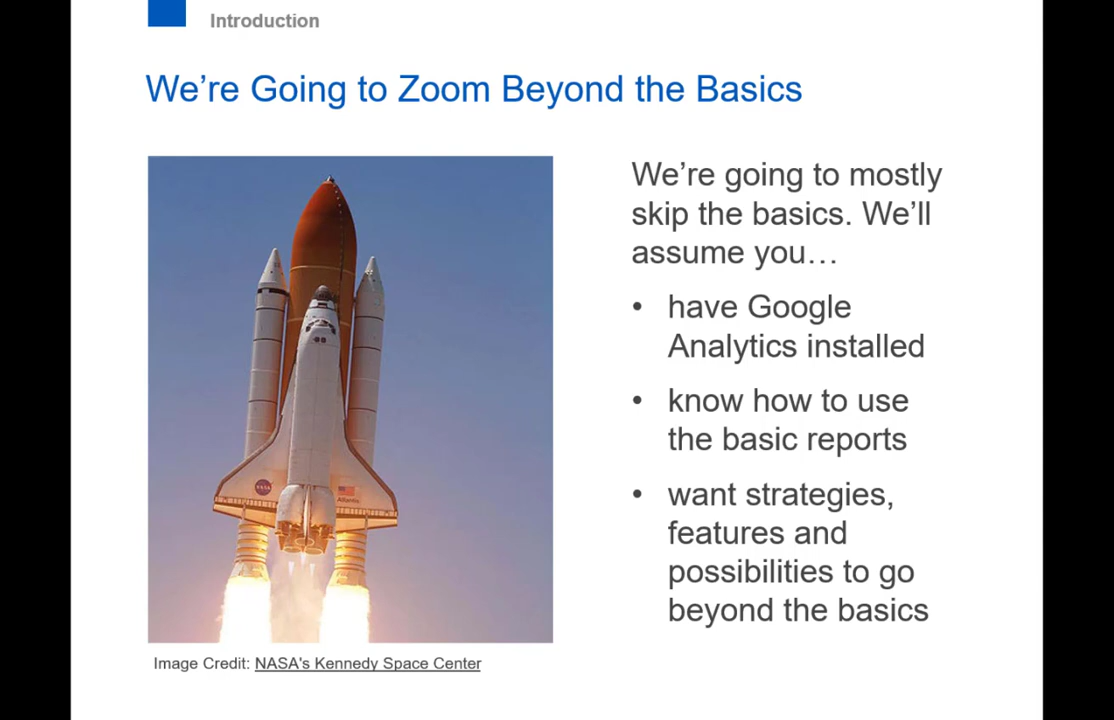 Introduction
We're Going to Zoom Beyond the Basics
We're going to mostly
skip the basics. We'll
assume you…
• have Google
Analytics installed
• know how to use
the basic reports
• want strategies,
features and
possibilities to go
beyond the basics
NASA
Atlantis
Image Credit: NASA's Kennedy Space Center